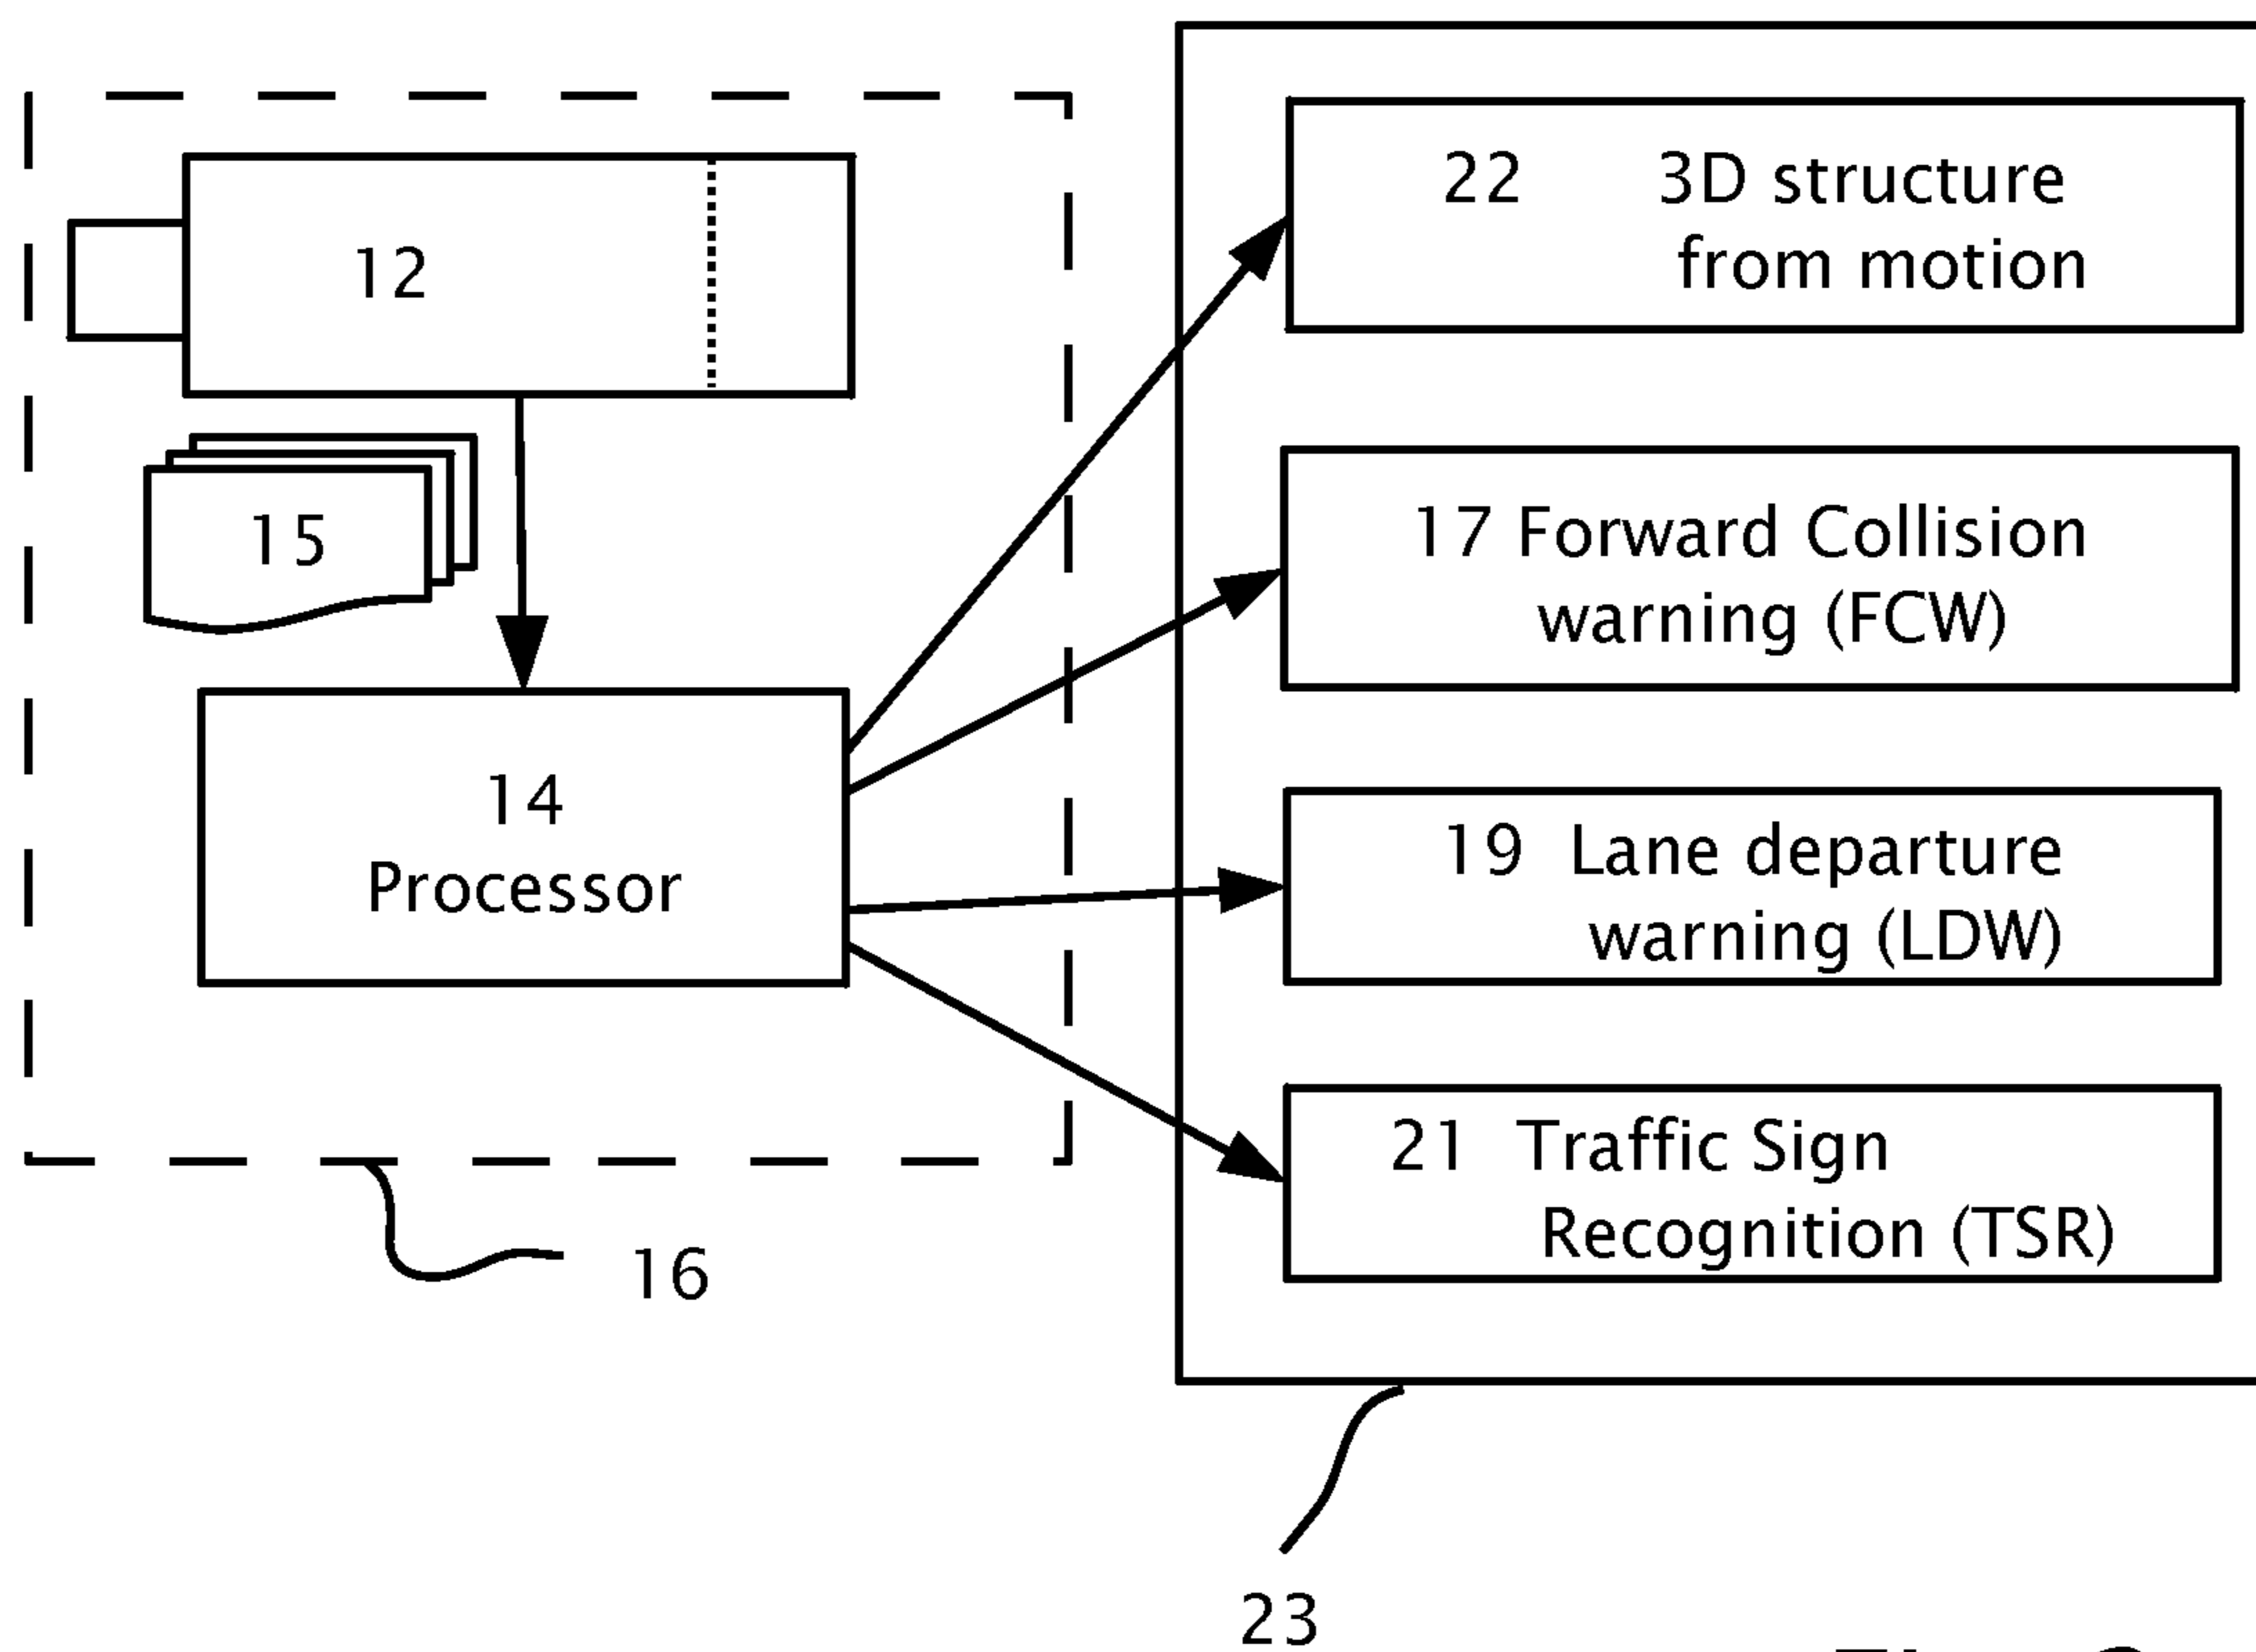 12
15
14
Processor
16
22 3D structure
from motion
17 Forward Collision
warning (FCW)
19 Lane departure
warning (LDW)
21 Traffic Sign
Recognition (TSR)
23